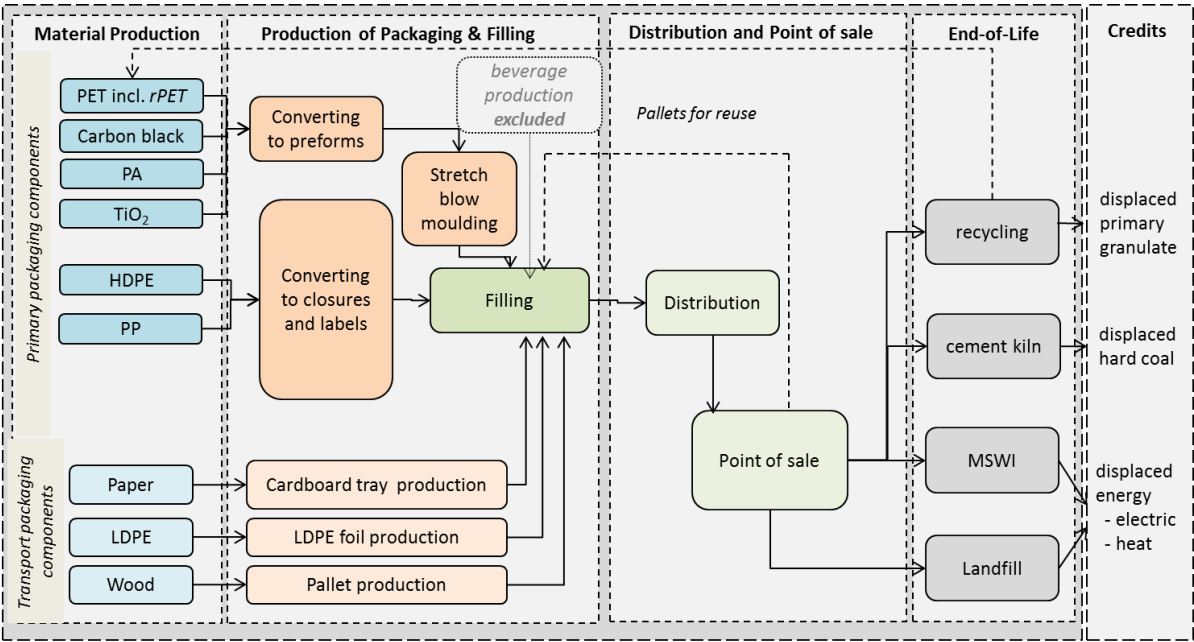 Material Production
Production of Packaging & Filling
Distribution and Point of sale
End-of-Life
Credits
Primary packaging components
PET incl. rPET
Carbon black
PA
TiO₂
HDPE
PP
Converting
to preforms
beverage
production
excluded
Stretch
blow
moulding
Converting
to closures
and labels
Filling
Pallets for reuse
Distribution
Point of sale
recycling
cement kiln
MSWI
Landfill
displaced
primary
granulate
displaced
hard coal
displaced
energy
- electric
- heat
Transport packaging
components
Paper
LDPE
Wood
Cardboard tray production
LDPE foil production
Pallet production